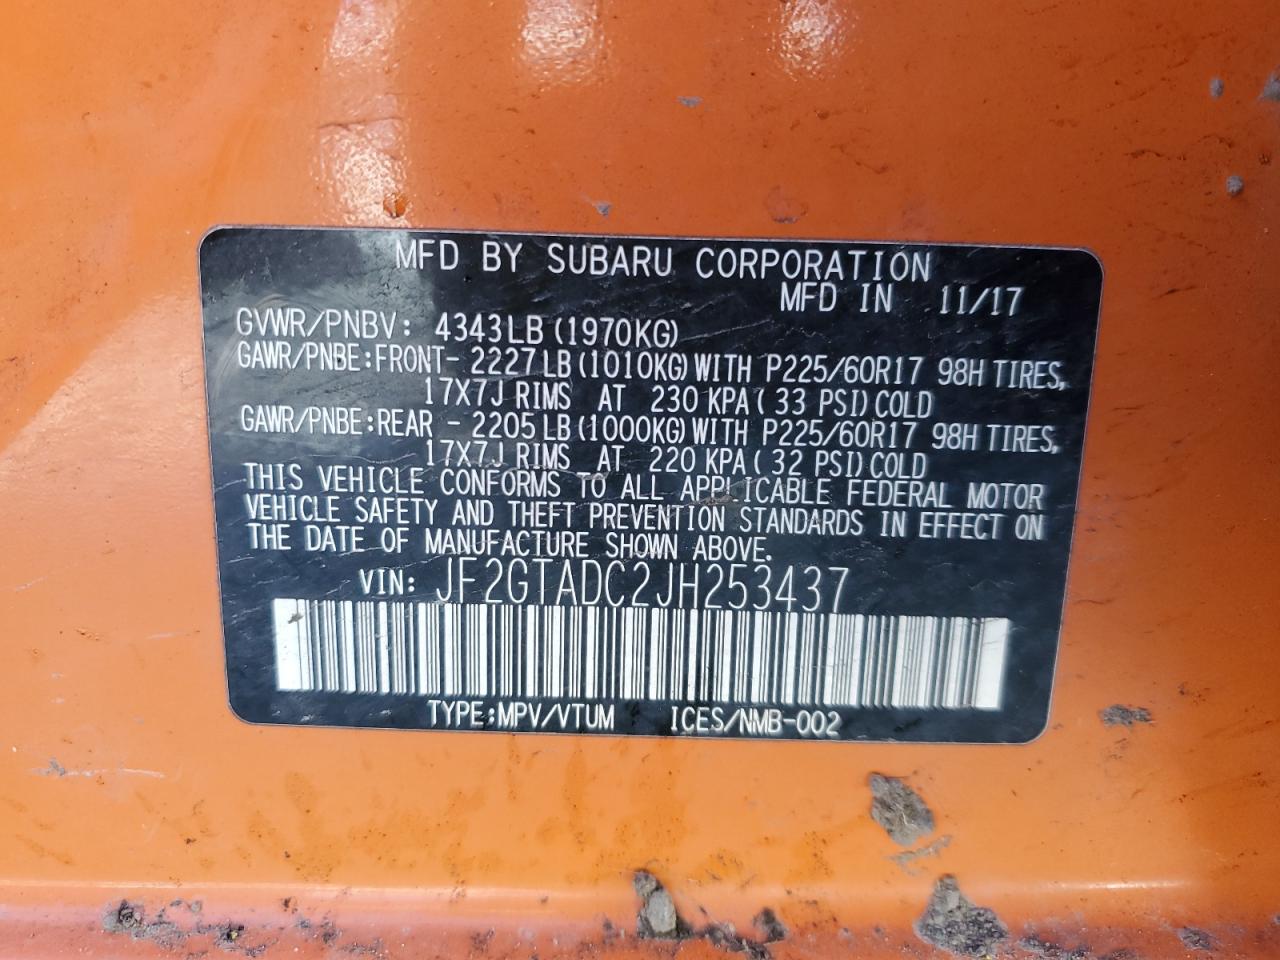 MFD BY SUBARU CORPORATION
MFD IN 11/17
GVWR/PNBV: 4343LB (1970KG)
GAWR/PNBE:FRONT- 2227LB (1010KG) WITH P225/60R17 98H TIRES,
17X7J RIMS AT 230 KPA( 33 PSI)COLD
GAWR/PNBE:REAR - 2205LB (1000KG) WITH P225/60R17 98H TIRES,
17X7J RIMS AT 220 KPA( 32 PSI)COLD
THIS VEHICLE CONFORMS TO ALL APPLICABLE FEDERAL MOTOR
VEHICLE SAFETY AND THEFT PREVENTION STANDARDS IN EFFECT ON
THE DATE OF MANUFACTURE SHOWN ABOVE.
VIN: JF2GTADC2JH253437
TYPE:MPV/VTUM ICES/NMB-002